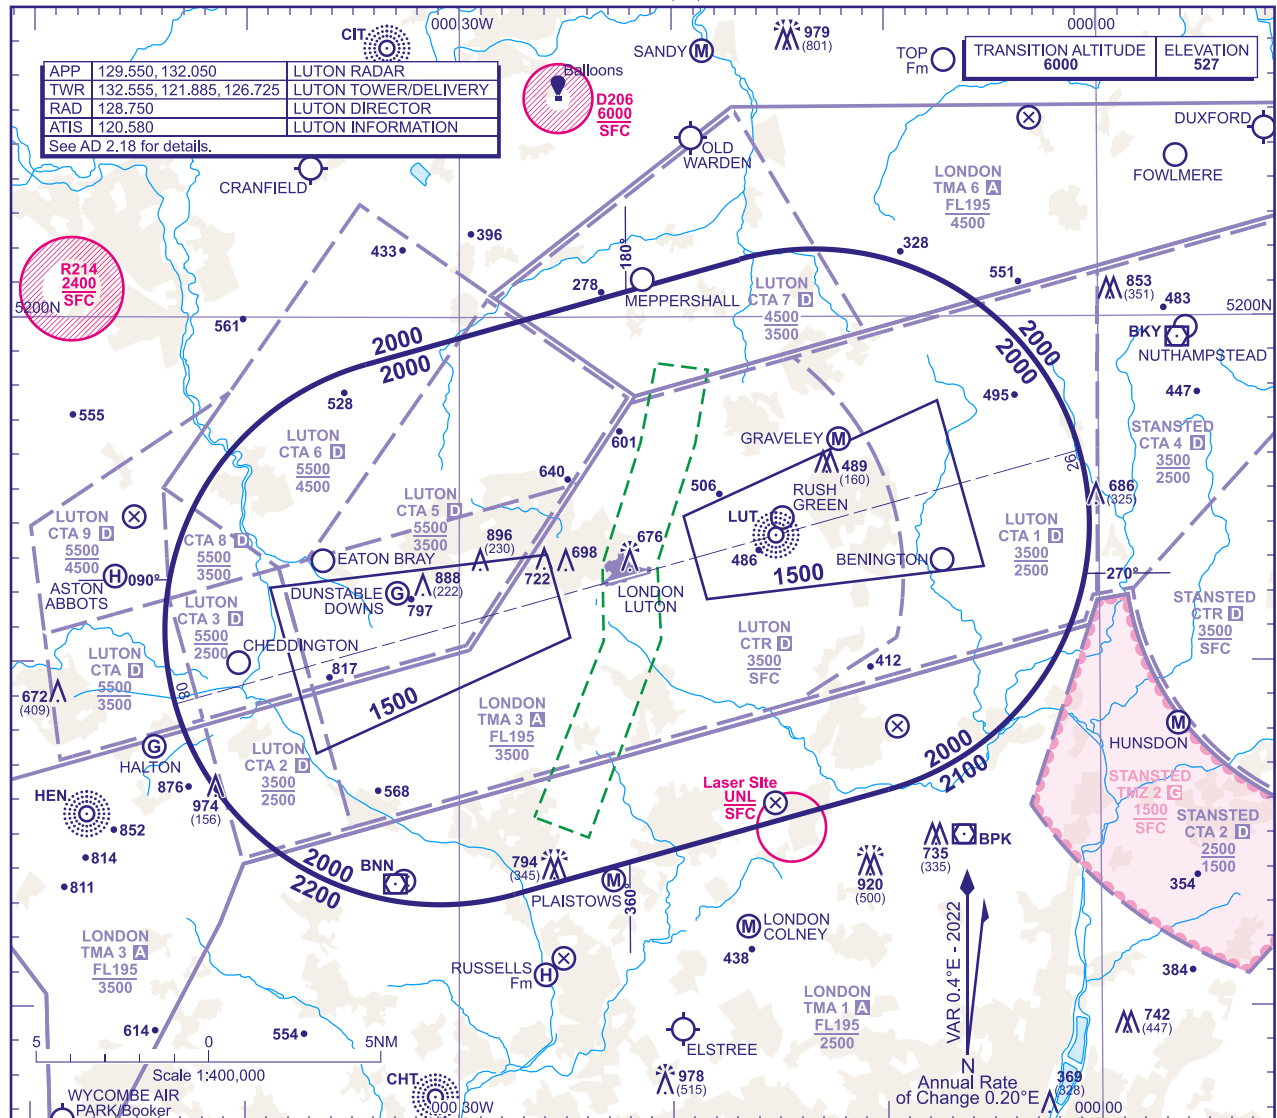 000 30W
000 00
CIT
SANDY M
979
(801)
TOP
Fm
TRANSITION ALTITUDE
6000
ELEVATION
527
APP 129.550, 132.050 LUTON RADAR
TWR 132.555, 121.885, 126.725 LUTON TOWER/DELIVERY
RAD 128.750 LUTON DIRECTOR
ATIS 120.580 LUTON INFORMATION
See AD 2.18 for details.
Balloons
D206
6000
SFC
DUXFORD
OLD
WARDEN
CRANFIELD
FOWLMERE
LONDON
TMA 6 A
FL195
4500
396
433
180°
328
R214
2400
SFC
278
MEPPERSHALL
LUTON
CTA 7 D
4500
3500
551
853
(351)
483
5200N
5200N
561
2000
2000
2000
2000
BKY
NUTHAMPSTEAD
528
495
447
555
601
LUTON
CTA 6 D
5500
4500
GRAVELEY M
STANSTED
CTA 4 D
3500
2500
489
(160)
640
506
26
686
(325)
LUTON
CTA 5 D
5500
3500
RUSH
GREEN
LUT
LUTON
CTA 9 D
5500
4500
CTA 8 D
5500
3500
896
(230)
676
LUTON
CTA 1 D
3500
2500
698
722
486
EATON BRAY
BENINGTON
1500
H
090°
ASTON
ABBOTS
888
(222)
DUNSTABLE
DOWNS
G
797
LONDON
LUTON
270°
LUTON
CTA 3 D
5500
2500
STANSTED
CTR D
3500
SFC
CHEDDINGTON
LUTON
CTR D
3500
SFC
LUTON
CTA D
5500
3500
412
817
672
(409)
08
1500
LONDON
TMA 3 A
FL195
3500
G
HALTON
LUTON
CTA 2 D
3500
2500
M
HUNSDON
2000
2100
STANSTED
TMZ 2 G
1500
SFC
876
974
(156)
568
Laser Site
UNL
SFC
HEN
852
STANSTED
CTA 2 D
2500
1500
735
(335)
BPK
814
2000
2200
BNN
794
(345)
920
(500)
811
M
PLAISTOWS
360°
354
M LONDON
COLNEY
LONDON
TMA 3 A
FL195
3500
438
VAR 0.4°E - 2022
RUSSELLS
Fm
H
384
LONDON
TMA 1 A
FL195
2500
742
(447)
614
554
ELSTREE
5 0 5NM
Scale 1:400,000
N
Annual Rate
of Change 0.20°E
978
(515)
369
(328)
CHT
WYCOMBE AIR
PARK/Booker
000 30W
000 00